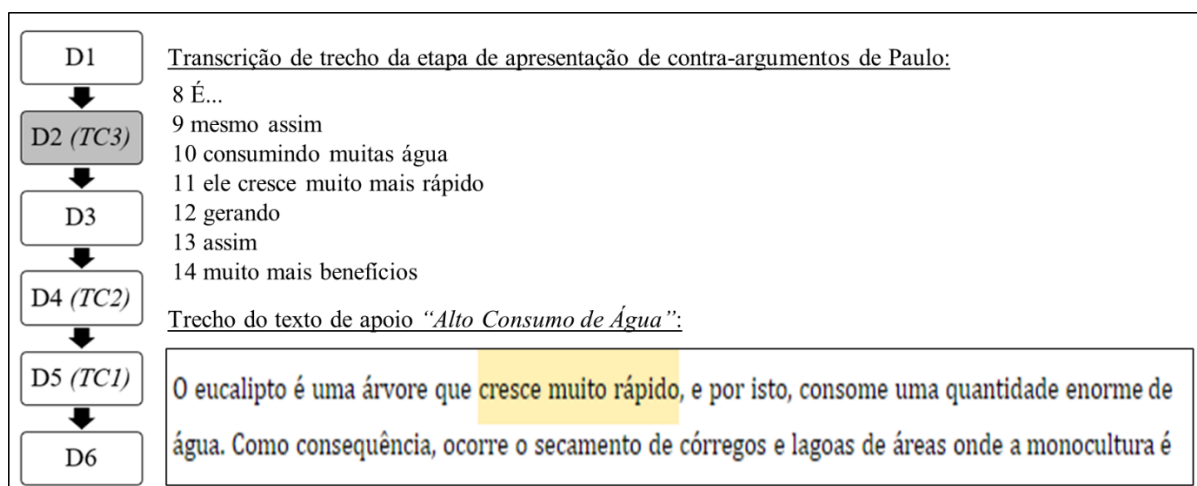 D1
D2 (TC3)
D3
D4 (TC2)
D5 (TC1)
D6
Transcrição de trecho da etapa de apresentação de contra-argumentos de Paulo:
8 É...
9 mesmo assim
10 consumindo muitas água
11 ele cresce muito mais rápido
12 gerando
13 assim
14 muito mais benefícios
Trecho do texto de apoio “Alto Consumo de Água”:
O eucalipto é uma árvore que cresce muito rápido, e por isto, consome uma quantidade enorme de
água. Como consequência, ocorre o secamento de córregos e lagoas de áreas onde a monocultura é